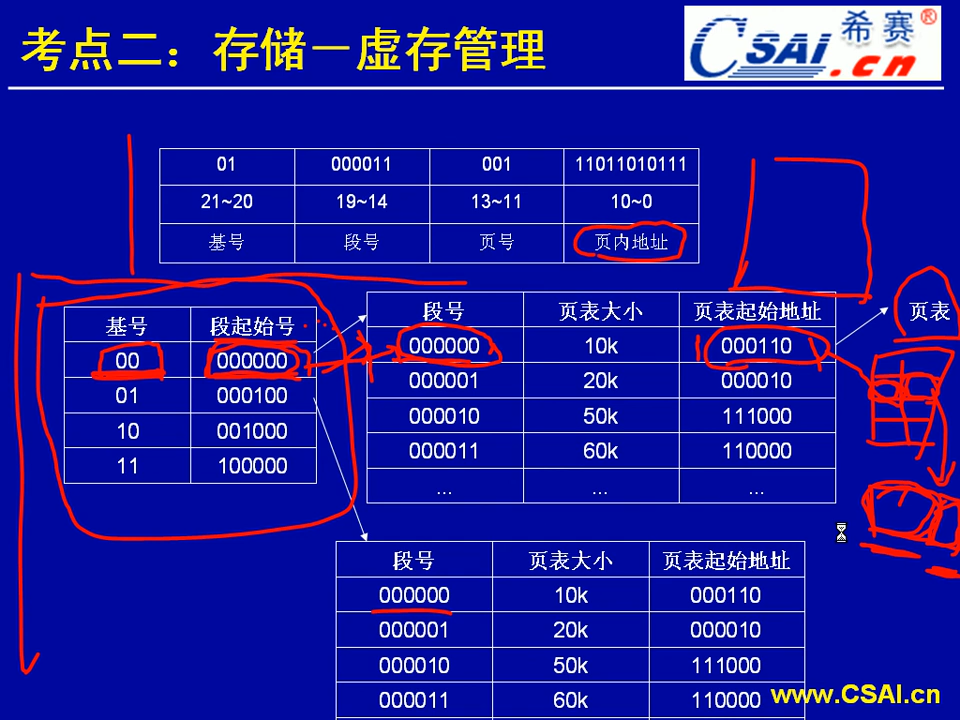 考点二：存储－虚存管理
CSAI.cn 希赛®
01 000011 001 11011010111
21~20 19~14 13~11 10~0
基号 段号 页号 页内地址
基号 段起始号
00 000000
01 000100
10 001000
11 100000
段号 页表大小 页表起始地址
000000 10k 000110
000001 20k 000010
000010 50k 111000
000011 60k 110000
... ... ...
页表
段号 页表大小 页表起始地址
000000 10k 000110
000001 20k 000010
000010 50k 111000
000011 60k 110000
www.CSAI.cn